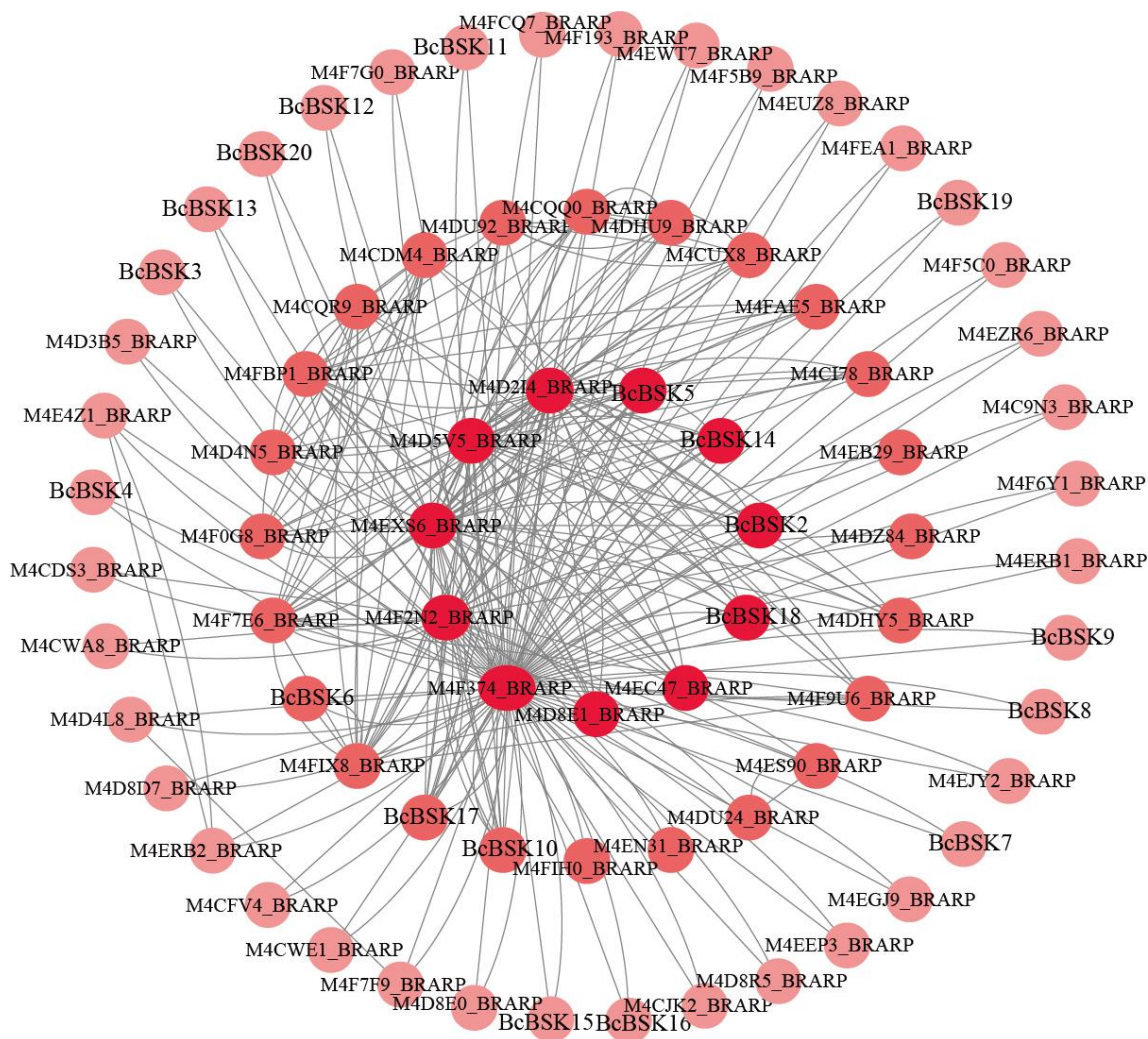 M4FCQ7_BRARP
M4F193_BRARP
BcBSK11
M4EWT7_BRARP
M4F7G0_BRARP
M4F5B9_BRARP
BcBSK12
M4EUZ8_BRARP
BcBSK20
M4FEA1_BRARP
BcBSK13
BcBSK19
M4CQQ0_BRARP
M4DU92_BRARP
M4DHU9_BRARP
M4CDM4_BRARP
M4CUX8_BRARP
BcBSK3
M4F5C0_BRARP
M4CQR9_BRARP
M4FAE5_BRARP
M4D3B5_BRARP
M4EZR6_BRARP
M4FBP1_BRARP
M4CI78_BRARP
M4D2I4_BRARP
BcBSK5
M4E4Z1_BRARP
M4C9N3_BRARP
M4D5V5_BRARP
BcBSK14
M4D4N5_BRARP
M4EB29_BRARP
BcBSK4
M4F6Y1_BRARP
M4EXS6_BRARP
BcBSK2
M4F0G8_BRARP
M4DZ84_BRARP
M4CDS3_BRARP
M4ERB1_BRARP
M4F7E6_BRARP
M4F2N2_BRARP
BcBSK18
M4DHY5_BRARP
M4CWA8_BRARP
BcBSK9
M4F374_BRARP
M4EC47_BRARP
BcBSK6
M4F9U6_BRARP
M4D8E1_BRARP
M4D4L8_BRARP
BcBSK8
M4FIX8_BRARP
M4ES90_BRARP
M4D8D7_BRARP
M4EJY2_BRARP
BcBSK17
M4DU24_BRARP
BcBSK10
M4EN31_BRARP
M4FIH0_BRARP
M4ERB2_BRARP
BcBSK7
M4CFV4_BRARP
M4EGJ9_BRARP
M4CWE1_BRARP
M4EEP3_BRARP
M4F7F9_BRARP
M4D8R5_BRARP
M4D8E0_BRARP
M4CJK2_BRARP
BcBSK15
BcBSK16